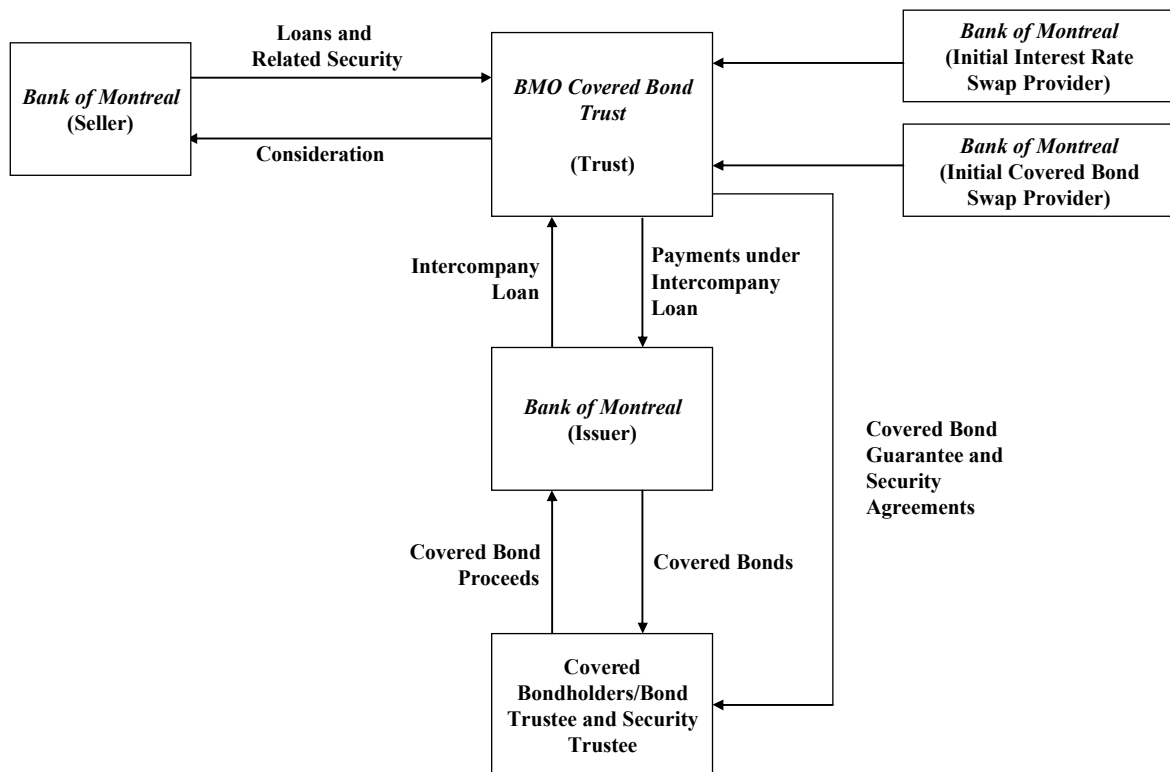 Loans and
Related Security
Bank of Montreal
(Seller)
Consideration
BMO Covered Bond
Trust
(Trust)
Bank of Montreal
(Initial Interest Rate
Swap Provider)
Bank of Montreal
(Initial Covered Bond
Swap Provider)
Intercompany
Loan
Payments under
Intercompany
Loan
Bank of Montreal
(Issuer)
Covered Bond
Guarantee and
Security
Agreements
Covered Bond
Proceeds
Covered Bonds
Covered
Bondholders/Bond
Trustee and Security
Trustee